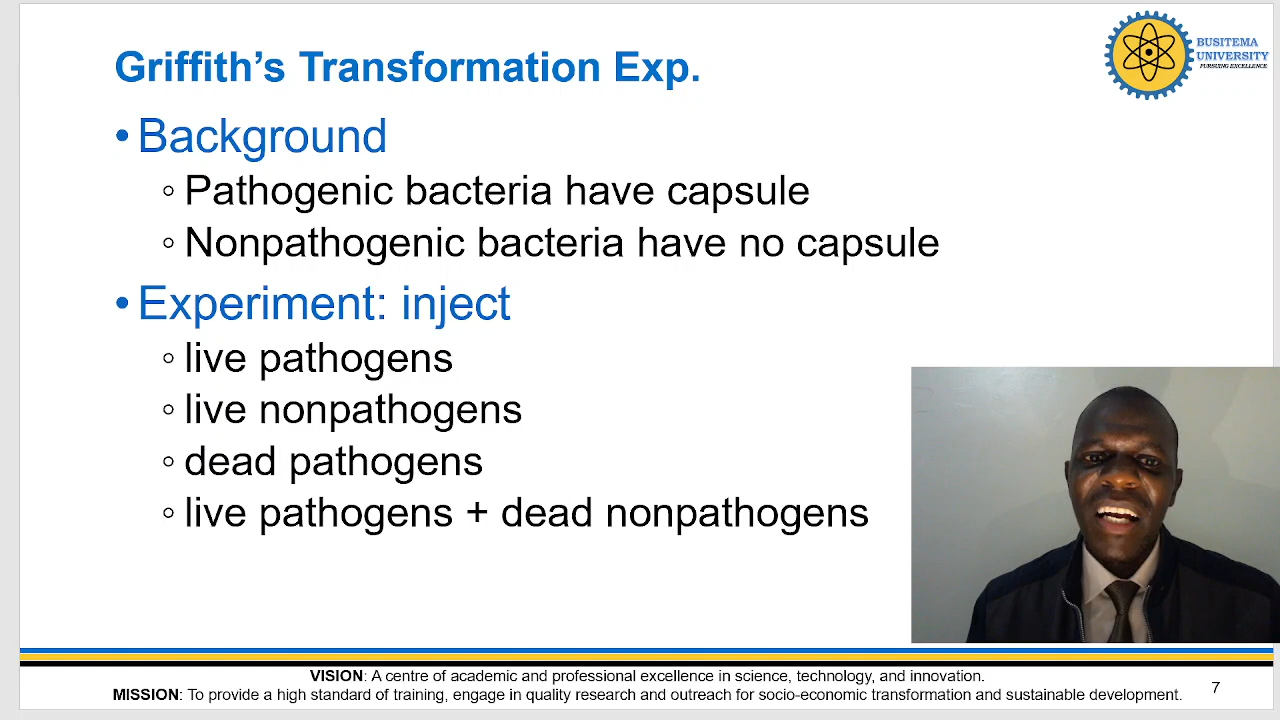 Griffith’s Transformation Exp.
BUSITEMA
UNIVERSITY
PURSUING EXCELLENCE
• Background
◦ Pathogenic bacteria have capsule
◦ Nonpathogenic bacteria have no capsule
• Experiment: inject
◦ live pathogens
◦ live nonpathogens
◦ dead pathogens
◦ live pathogens + dead nonpathogens
VISION: A centre of academic and professional excellence in science, technology, and innovation.
MISSION: To provide a high standard of training, engage in quality research and outreach for socio-economic transformation and sustainable development.
7